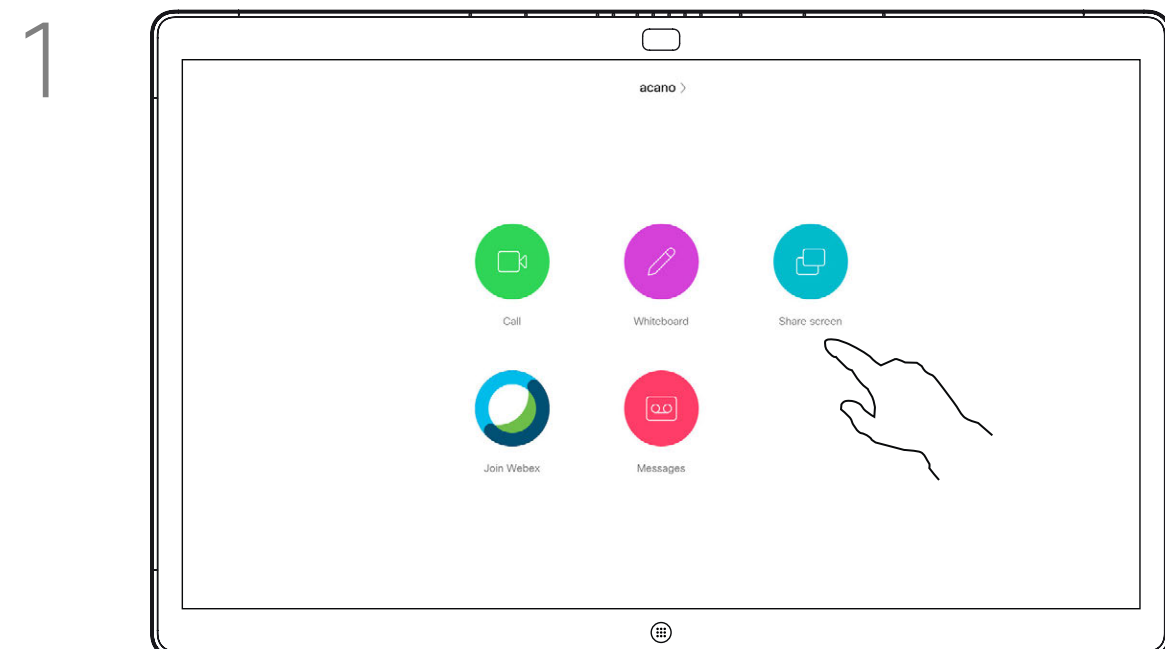 1
acano >
Call
Whiteboard
Share screen
Join Webex
Messages